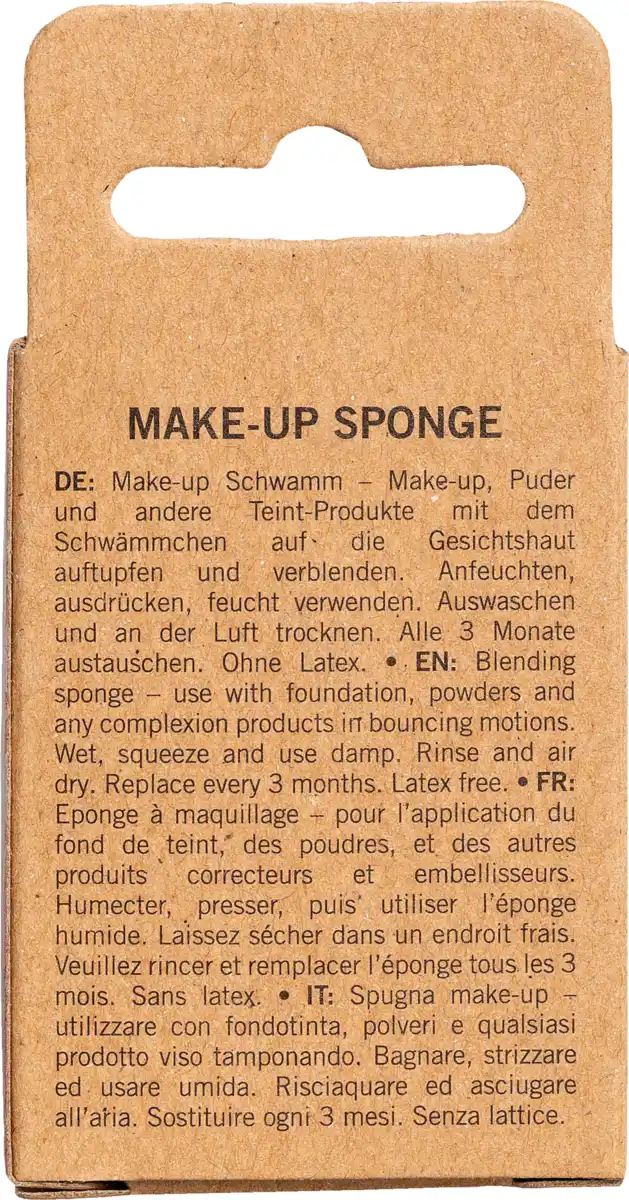 MAKE-UP SPONGE
DE: Make-up Schwamm – Make-up, Puder
und andere Teint-Produkte mit dem
Schwämmchen auf die Gesichtshaut
auftupfen und verblenden. Anfeuchten,
ausdrücken, feucht verwenden. Auswaschen
und an der Luft trocknen. Alle 3 Monate
austauschen. Ohne Latex. • EN: Blending
sponge – use with foundation, powders and
any complexion products in bouncing motions.
Wet, squeeze and use damp. Rinse and air
dry. Replace every 3 months. Latex free. • FR:
Eponge à maquillage – pour l'application du
fond de teint, des poudres, et des autres
produits correcteurs et embellisseurs.
Humecter, presser, puis utiliser l'éponge
humide. Laissez sécher dans un endroit frais.
Veuillez rincer et remplacer l'éponge tous les 3
mois. Sans latex. • IT: Spugna make-up –
utilizzare con fondotinta, polveri e qualsiasi
prodotto viso tamponando. Bagnare, strizzare
ed usare umida. Risciaquare ed asciugare
all'aria. Sostituire ogni 3 mesi. Senza lattice.